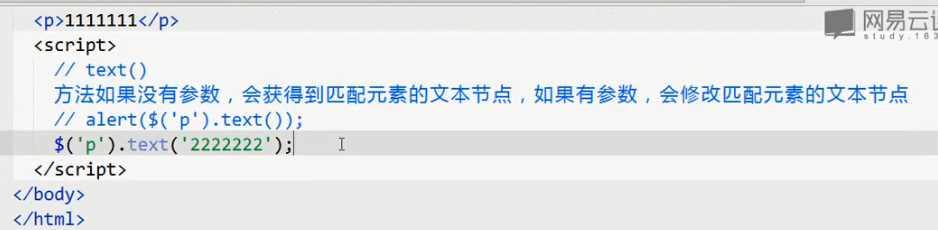 <p>1111111</p>
网易云课
study.163
<script>
// text()
方法如果没有参数，会获得到匹配元素的文本节点，如果有参数，会修改匹配元素的文本节点
// alert($('p').text());
$('p').text('2222222');
</script>
</body>
</html>